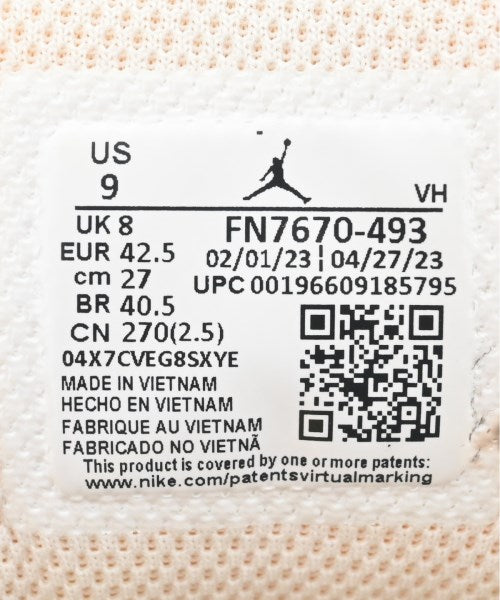 US
9
VH
UK 8
EUR 42.5
cm 27
BR 40.5
CN 270(2.5)
04X7CVEG8SXYE
FN7670-493
02/01/23 | 04/27/23
UPC 00196609185795
MADE IN VIETNAM
HECHO EN VIETNAM
FABRIQUE AU VIETNAM
FABRICADO NO VIETNÃ
This product is covered by one or more patents:
www.nike.com/patentsvirtualmarking